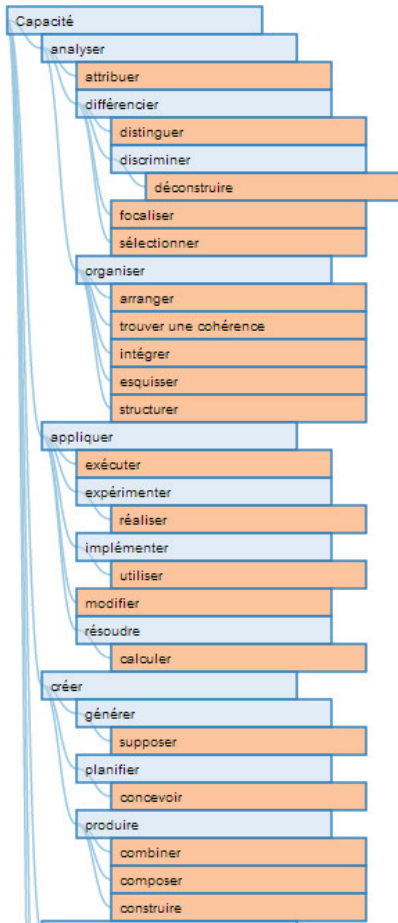 Capacité
analyser
attribuer
différencier
distinguer
discriminer
déconstruire
focaliser
sélectionner
organiser
arranger
trouver une cohérence
intégrer
esquisser
structurer
appliquer
exécuter
expérimenter
réaliser
implémenter
utiliser
modifier
résoudre
calculer
créer
générer
supposer
planifier
concevoir
produire
combiner
composer
construire